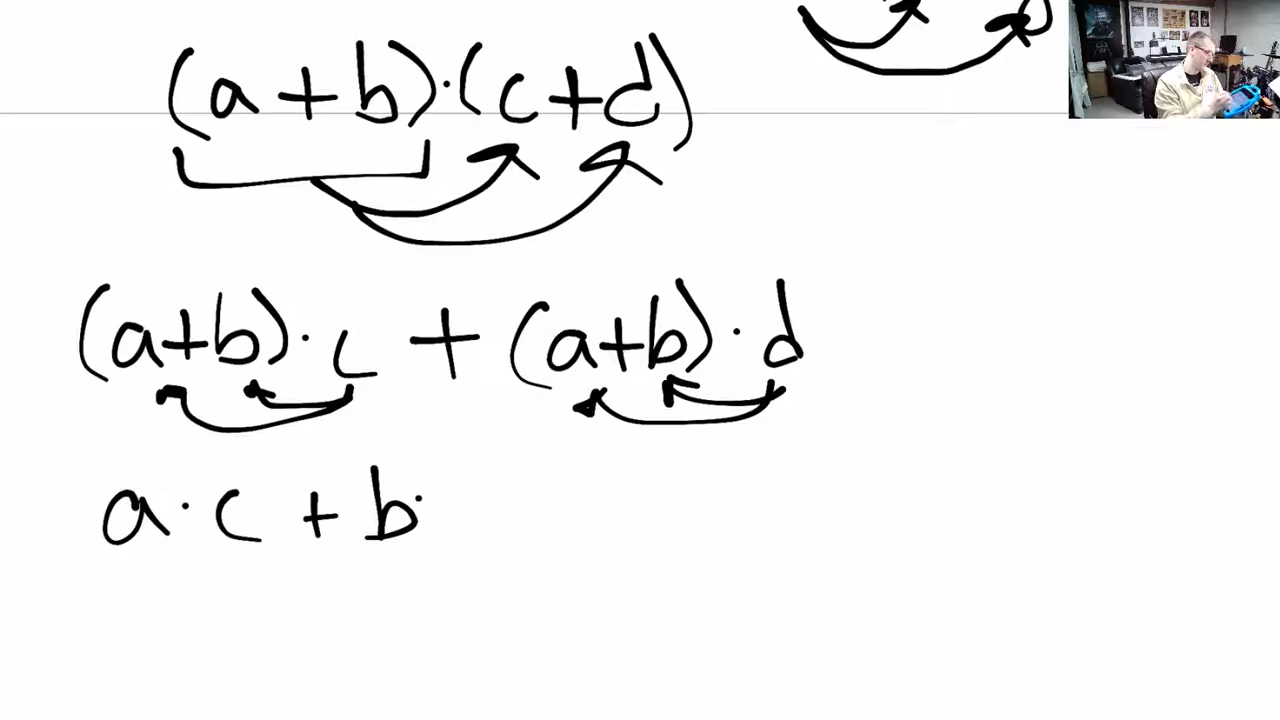 (a+b)·(c+d)
(a+b)·c + (a+b)·d
a·c + b·